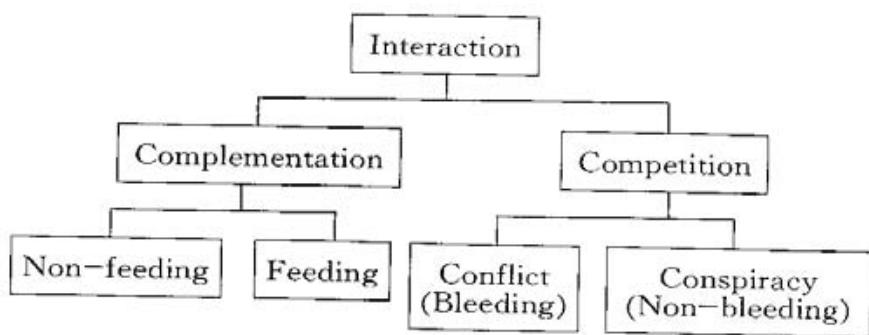 Interaction
Complementation
Competition
Non-feeding
Feeding
Conflict
(Bleeding)
Conspiracy
(Non-bleeding)